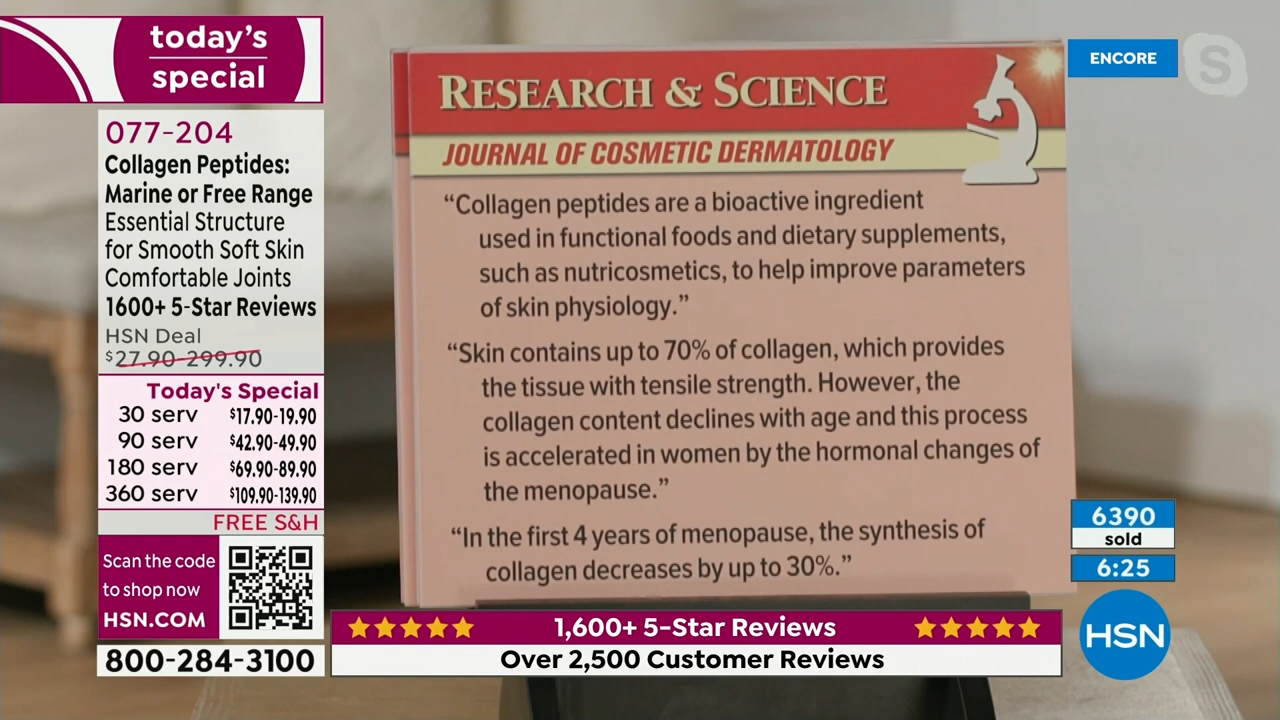 today's
special
077-204
Collagen Peptides:
Marine or Free Range
Essential Structure
for Smooth Soft Skin
Comfortable Joints
1600+ 5-Star Reviews
HSN Deal
$27.90-299.90
Today's Special
30 serv $17.90-19.90
90 serv $42.90-49.90
180 serv $69.90-89.90
360 serv $109.90-139.90
FREE S&H
Scan the code
to shop now
HSN.COM
800-284-3100
RESEARCH & SCIENCE
JOURNAL OF COSMETIC DERMATOLOGY
“Collagen peptides are a bioactive ingredient
used in functional foods and dietary supplements,
such as nutricosmetics, to help improve parameters
of skin physiology.”
“Skin contains up to 70% of collagen, which provides
the tissue with tensile strength. However, the
collagen content declines with age and this process
is accelerated in women by the hormonal changes of
the menopause.”
“In the first 4 years of menopause, the synthesis of
collagen decreases by up to 30%.”
1,600+ 5-Star Reviews
Over 2,500 Customer Reviews
ENCORE
S
6390
sold
6:25
HSN